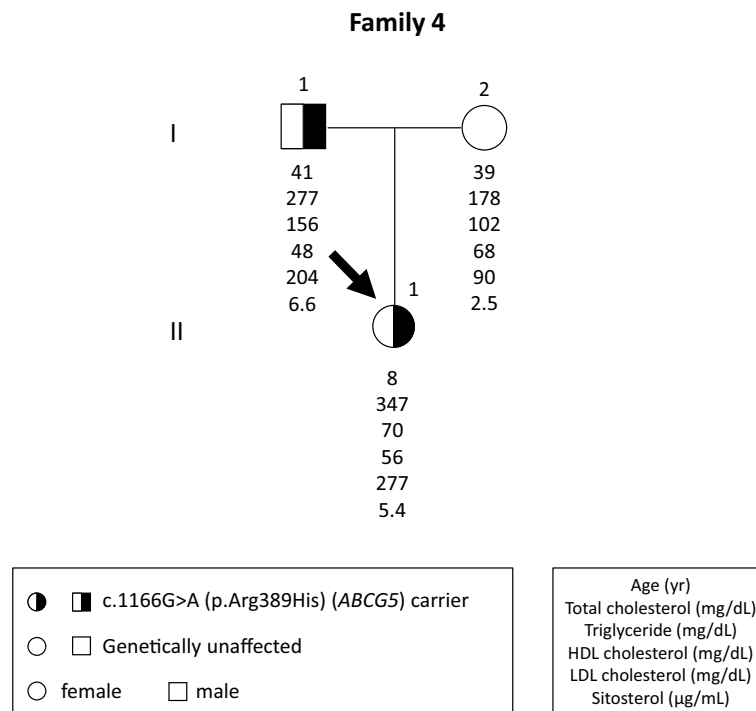 Family 4
1
2
I
41
277
156
48
204
6.6
39
178
102
68
90
2.5
1
II
8
347
70
56
277
5.4
c.1166G>A (p.Arg389His) (ABCG5) carrier
Genetically unaffected
female male
Age (yr)
Total cholesterol (mg/dL)
Triglyceride (mg/dL)
HDL cholesterol (mg/dL)
LDL cholesterol (mg/dL)
Sitosterol (µg/mL)